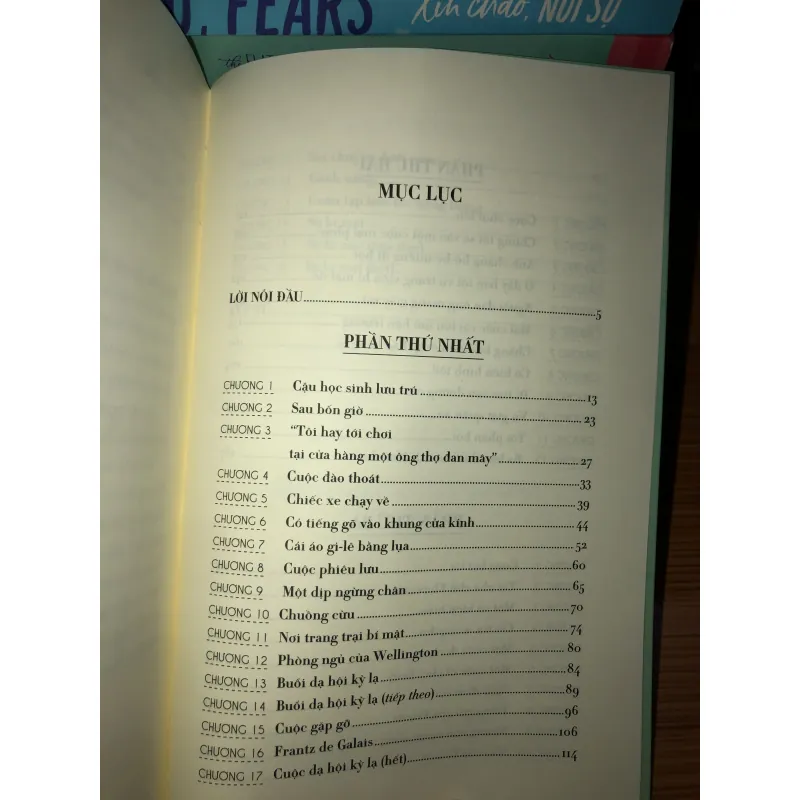 D, FEARS
Xin chào, NỖI SỢ
MỤC LỤC
LỜI NÓI ĐẦU 5
PHẦN THỨ NHẤT
CHƯƠNG 1 Cậu học sinh lưu trú 13
CHƯƠNG 2 Sau bốn giờ 23
CHƯƠNG 3 “Tôi hay tới chơi
tại cửa hàng một ông thợ đan mây” 27
CHƯƠNG 4 Cuộc đào thoát 33
CHƯƠNG 5 Chiếc xe chạy về 39
CHƯƠNG 6 Có tiếng gõ vào khung cửa kính 44
CHƯƠNG 7 Cái áo gi-lê bằng lụa 52
CHƯƠNG 8 Cuộc phiêu lưu 60
CHƯƠNG 9 Một dịp ngừng chân 65
CHƯƠNG 10 Chuồng cừu 70
CHƯƠNG 11 Nơi trang trại bí mật 74
CHƯƠNG 12 Phòng ngủ của Wellington 80
CHƯƠNG 13 Buổi dạ hội kỳ lạ 84
CHƯƠNG 14 Buổi dạ hội kỳ lạ (tiếp theo) 89
CHƯƠNG 15 Cuộc gặp gỡ 96
CHƯƠNG 16 Frantz de Galais 106
CHƯƠNG 17 Cuộc dạ hội kỳ lạ (hết) 114